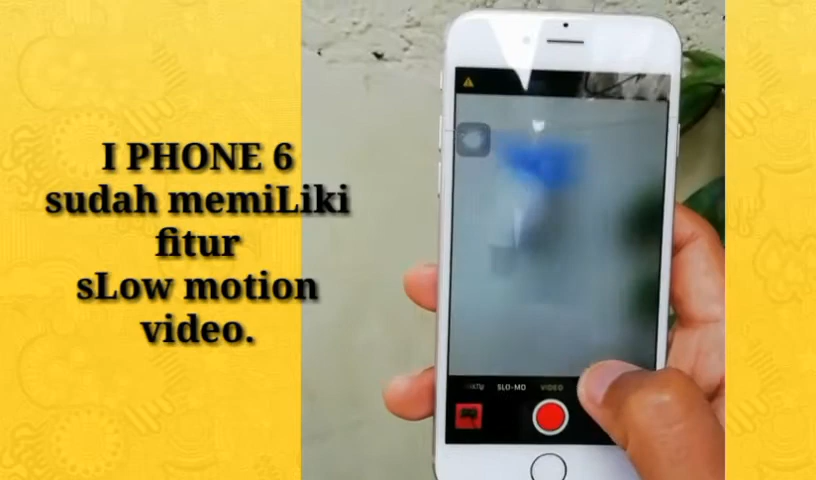 I PHONE 6
sudah memiLiki
fitur
sLow motion
video.
SLO-MO VIDEO